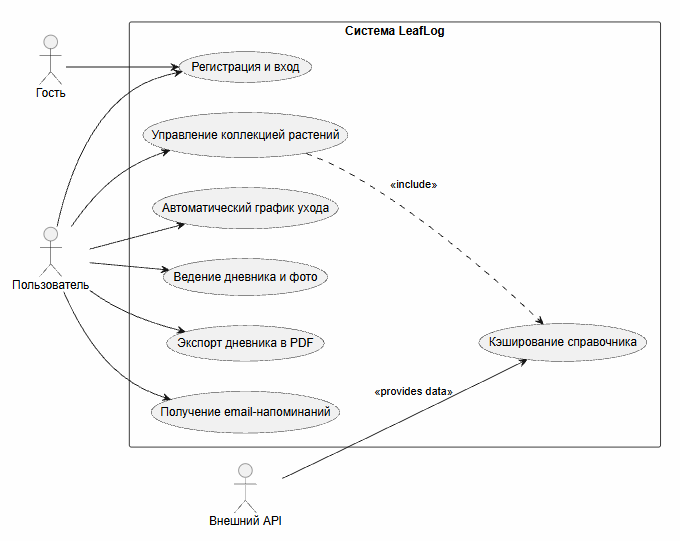 Система LeafLog
Регистрация и вход
Гость
Управление коллекцией растений
«include»
Автоматический график ухода
Ведение дневника и фото
Пользователь
Экспорт дневника в PDF
Кэширование справочника
«provides data»
Получение email-напоминаний
Внешний API